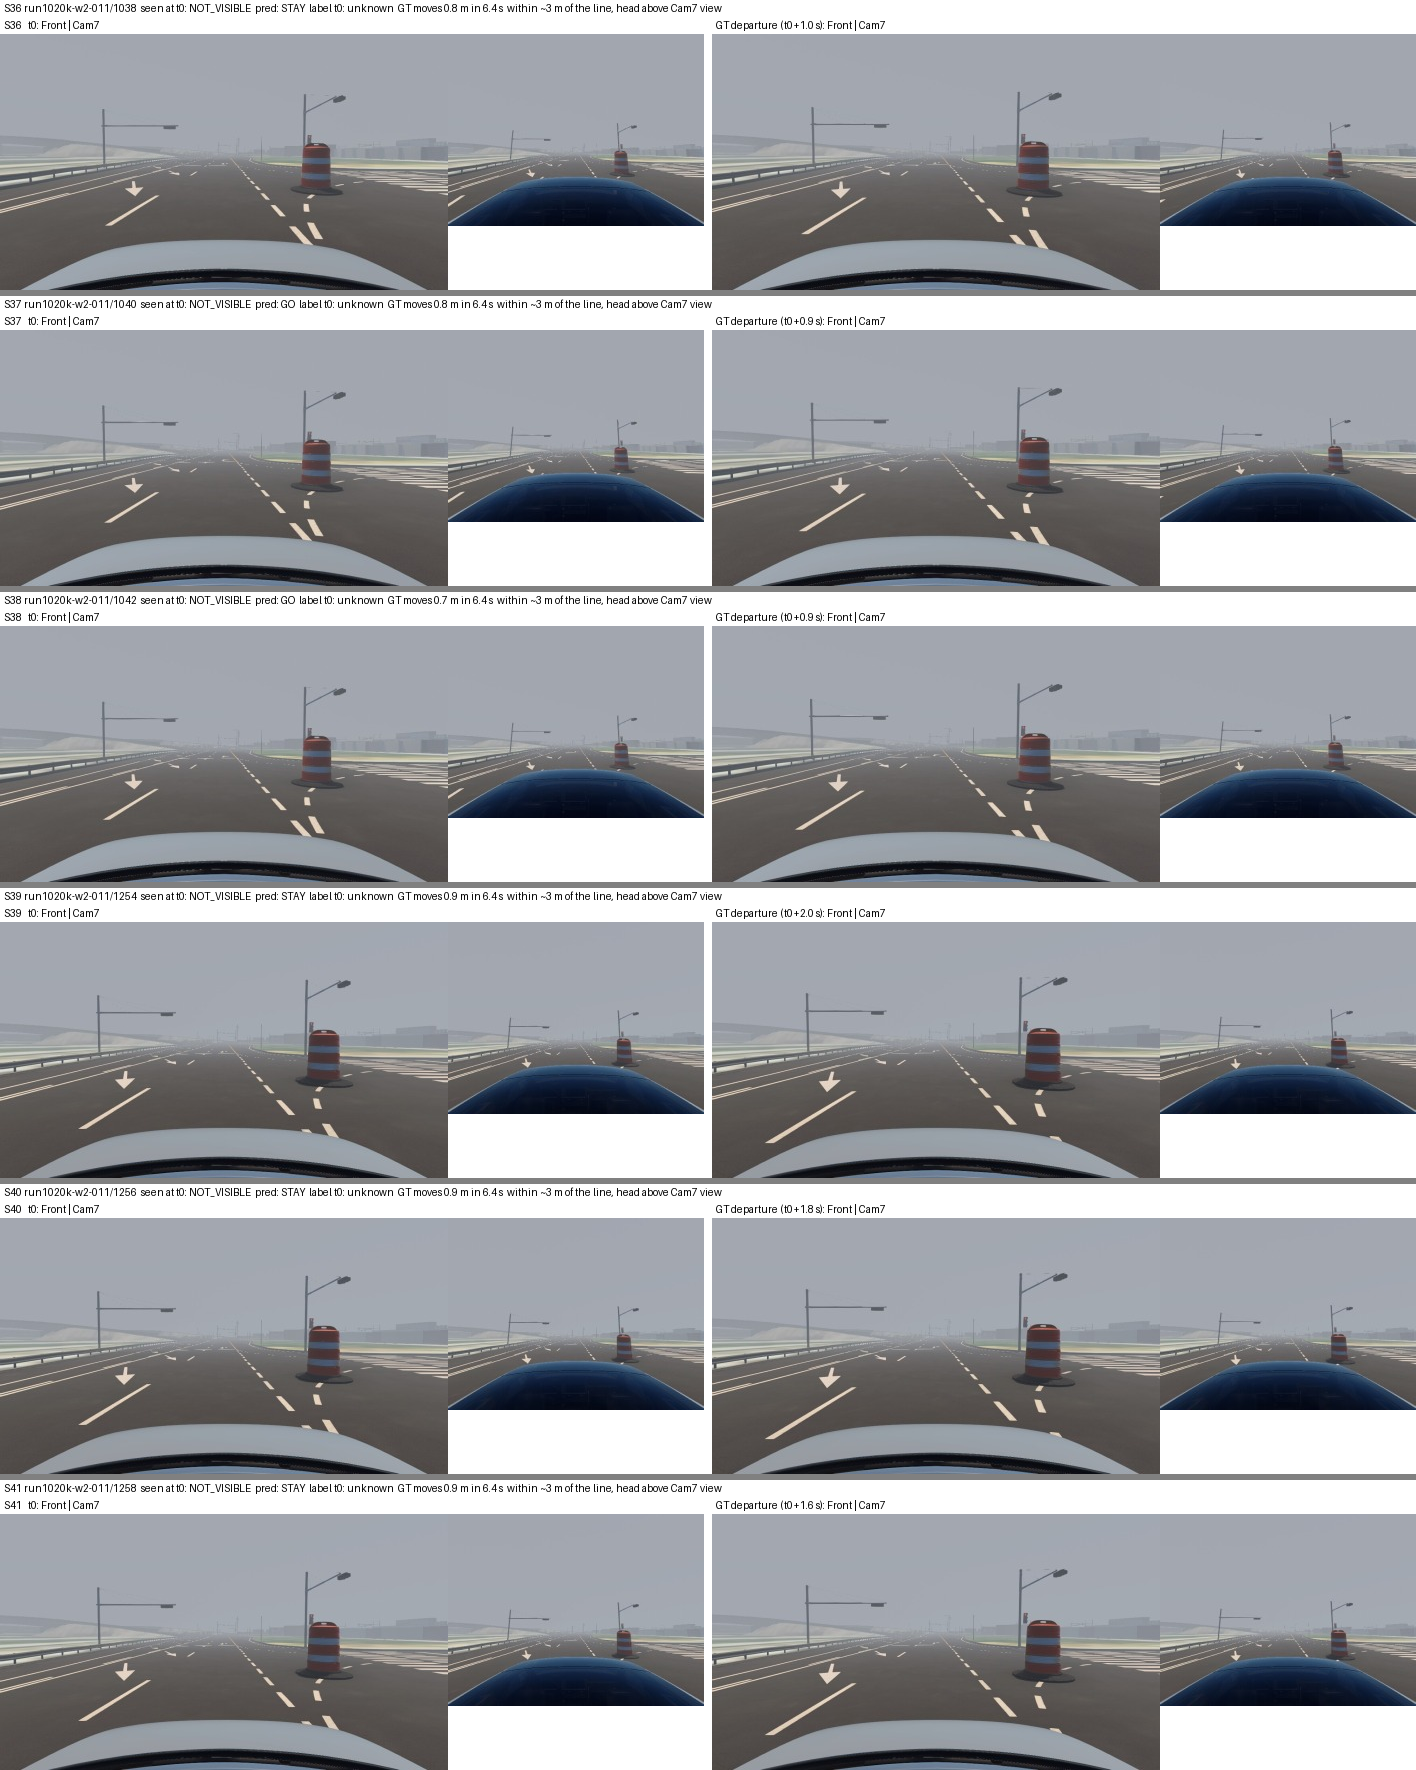 S36 run1020k-w2-011/1038 seen at t0: NOT_VISIBLE pred: STAY label t0: unknown GT moves 0.8 m in 6.4 s within ~3 m of the line, head above Cam7 view
S36 t0: Front | Cam7 GT departure (t0+1.0 s): Front | Cam7
S37 run1020k-w2-011/1040 seen at t0: NOT_VISIBLE pred: GO label t0: unknown GT moves 0.8 m in 6.4 s within ~3 m of the line, head above Cam7 view
S37 t0: Front | Cam7 GT departure (t0+0.9 s): Front | Cam7
S38 run1020k-w2-011/1042 seen at t0: NOT_VISIBLE pred: GO label t0: unknown GT moves 0.7 m in 6.4 s within ~3 m of the line, head above Cam7 view
S38 t0: Front | Cam7 GT departure (t0+0.9 s): Front | Cam7
S39 run1020k-w2-011/1254 seen at t0: NOT_VISIBLE pred: STAY label t0: unknown GT moves 0.9 m in 6.4 s within ~3 m of the line, head above Cam7 view
S39 t0: Front | Cam7 GT departure (t0+2.0 s): Front | Cam7
S40 run1020k-w2-011/1256 seen at t0: NOT_VISIBLE pred: STAY label t0: unknown GT moves 0.9 m in 6.4 s within ~3 m of the line, head above Cam7 view
S40 t0: Front | Cam7 GT departure (t0+1.8 s): Front | Cam7
S41 run1020k-w2-011/1258 seen at t0: NOT_VISIBLE pred: STAY label t0: unknown GT moves 0.9 m in 6.4 s within ~3 m of the line, head above Cam7 view
S41 t0: Front | Cam7 GT departure (t0+1.6 s): Front | Cam7